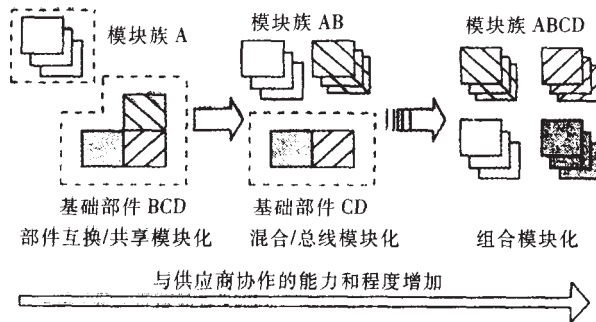 模块族 A
模块族 AB
模块族 ABCD
基础部件 BCD
基础部件 CD
部件互换/共享模块化
混合/总线模块化
组合模块化
与供应商协作的能力和程度增加